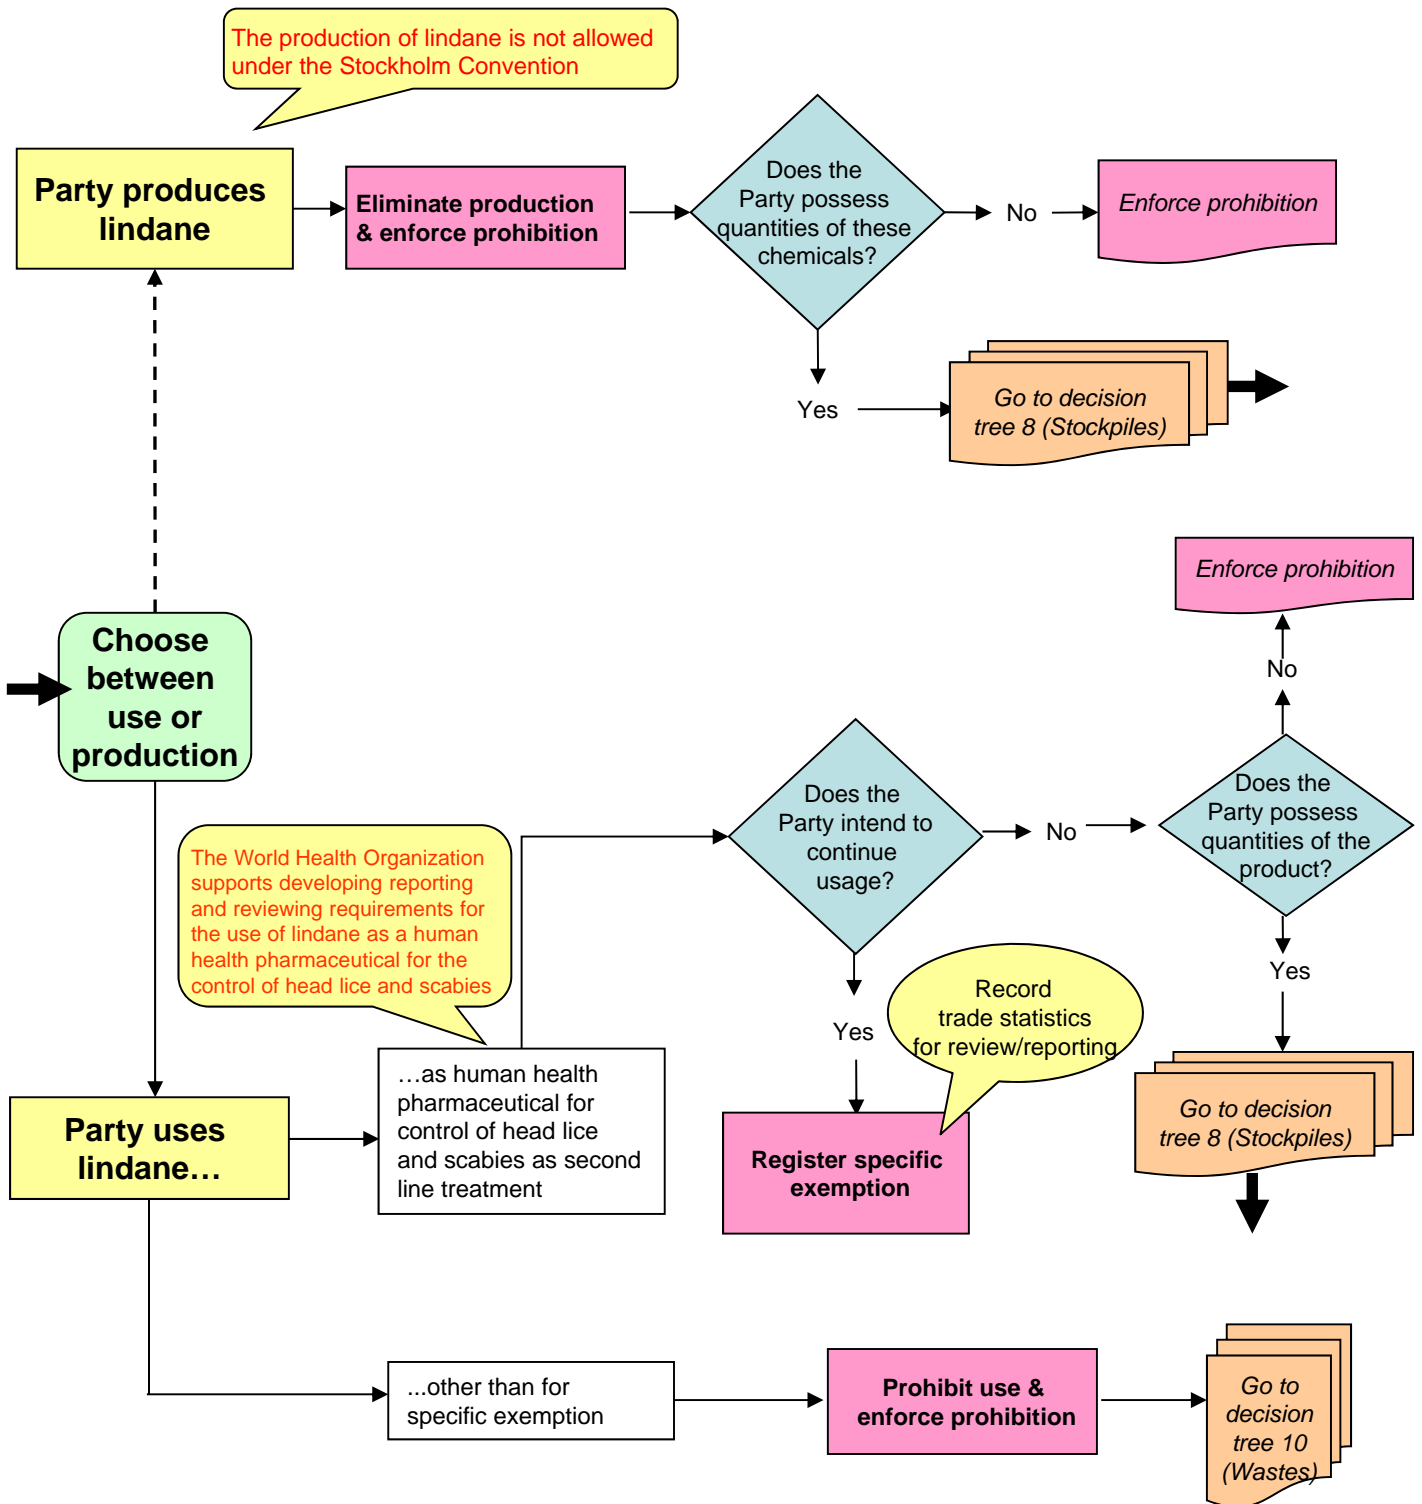 The production of lindane is not allowed
under the Stockholm Convention
Party produces
lindane
Eliminate production
& enforce prohibition
Does the
Party possess
quantities of these
chemicals?
No
Enforce prohibition
Yes
Go to decision
tree 8 (Stockpiles)
Choose
between
use or
production
Enforce prohibition
No
Does the
Party intend to
continue
usage?
No
Does the
Party possess
quantities of the
product?
The World Health Organization
supports developing reporting
and reviewing requirements for
the use of lindane as a human
health pharmaceutical for the
control of head lice and scabies
Yes
Record
trade statistics
for review/reporting
Yes
Party uses
lindane…
…as human health
pharmaceutical for
control of head lice
and scabies as second
line treatment
Register specific
exemption
Go to decision
tree 8 (Stockpiles)
...other than for
specific exemption
Prohibit use &
enforce prohibition
Go to
decision
tree 10
(Wastes)